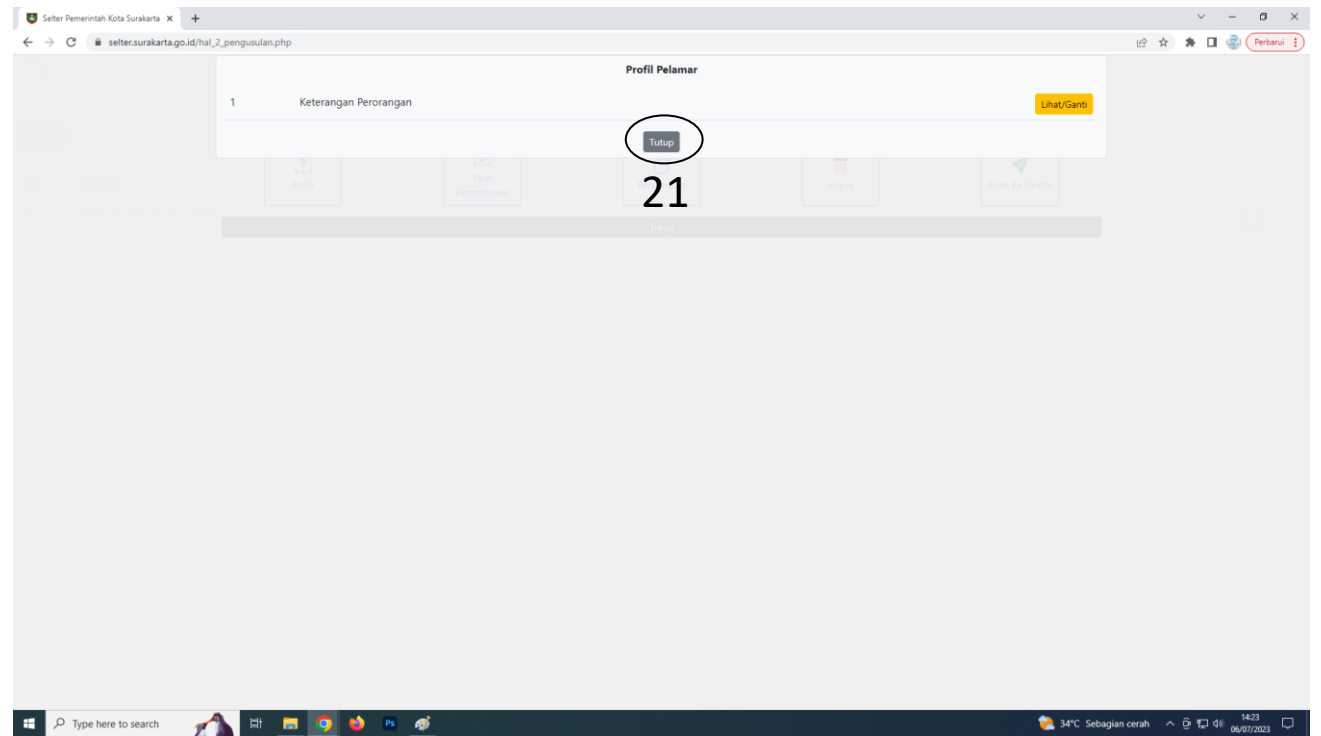 Selter Pemerintah Kota Surakarta
selter.surakarta.go.id/hal_2_pengusulan.php
Perbarui
Profil Pelamar
1 Keterangan Perorangan Lihat/Ganti
Tutup
21
Profil
Hapus
Kirim Ke Panitia
Tutup
Type here to search
Ps
34°C Sebagian cerah
14:23
06/07/2023